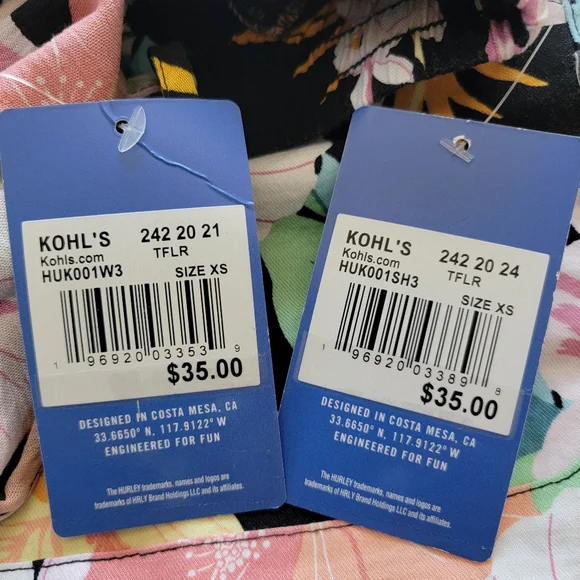 KOHL'S 242 20 21
Kohls.com TFLR
HUK001W3
SIZE XS
1 96920 03353 9
$35.00
DESIGNED IN COSTA MESA, CA
33.6650° N, 117.9122° W
ENGINEERED FOR FUN
The HURLEY trademarks, names and logos are
trademarks of HRLY Brand Holdings LLC and its affiliates.
KOHL'S 242 20 24
Kohls.com TFLR
HUK001SH3
SIZE XS
1 96920 03389 8
$35.00
DESIGNED IN COSTA MESA, CA
33.6650° N, 117.9122° W
ENGINEERED FOR FUN
The HURLEY trademarks, names and logos are
trademarks of HRLY Brand Holdings LLC and its affiliates.